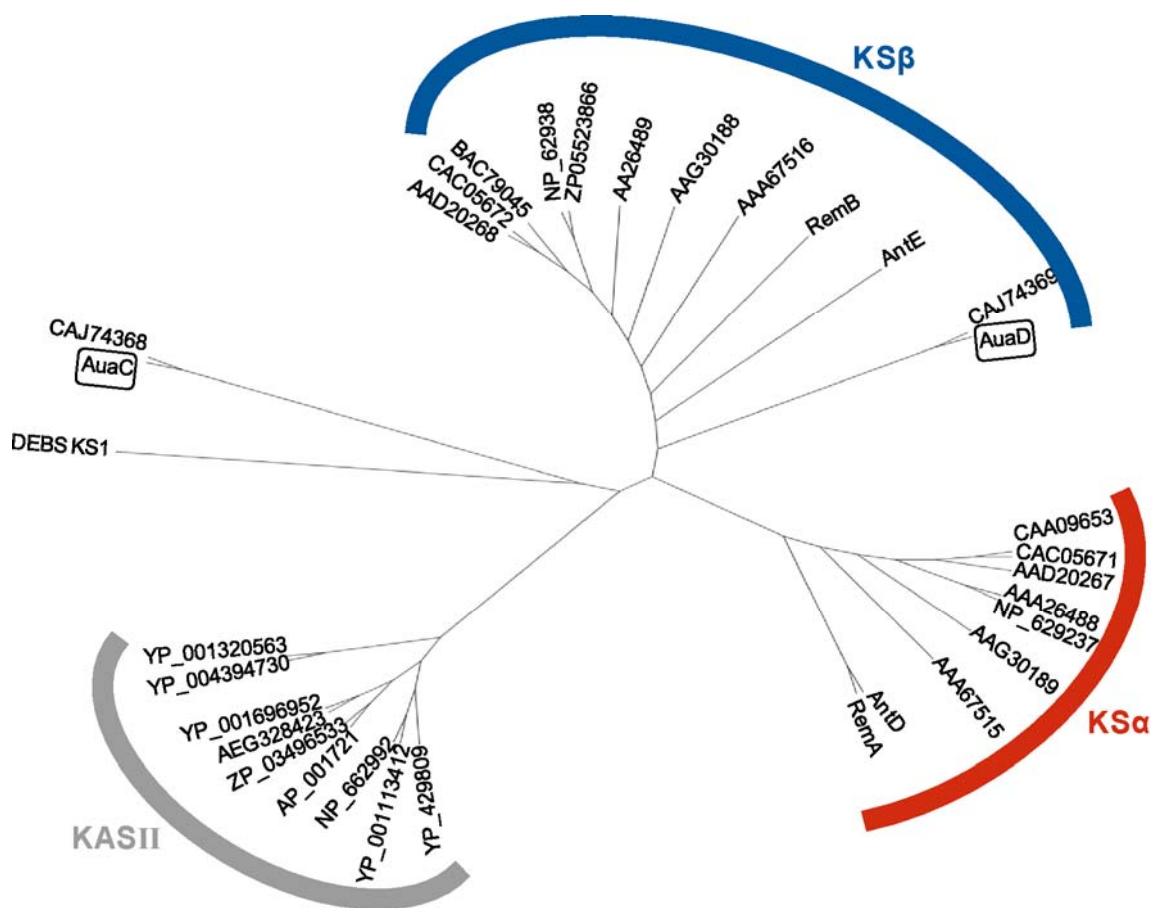 KSβ
BAC79045
CAC05672
AAD20268
NP_62938
ZP05523866
AA26489
AAG30188
AAA67516
RemB
AntE
CAJ74369
AuaD
CAJ74368
AuaC
DEBS KS1
CAA09653
CAC05671
AAD20267
AAA26488
NP_629237
AAG30189
AAA67515
AntD
RemA
KSα
YP_001320563
YP_004394730
YP_001696952
AEG328423
ZP_03496533
AP_001721
NP_662992
YP_001113412
YP_429809
KASII